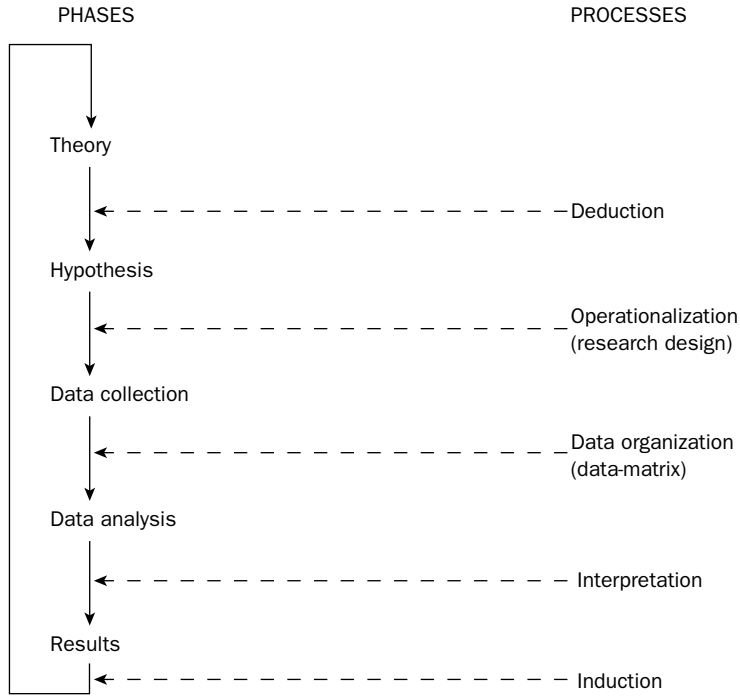 PHASES PROCESSES
Theory
Deduction
Hypothesis
Operationalization
(research design)
Data collection
Data organization
(data-matrix)
Data analysis
Interpretation
Results
Induction